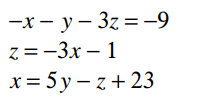 −x − y − 3z = −9
z = −3x − 1
x = 5y − z + 23